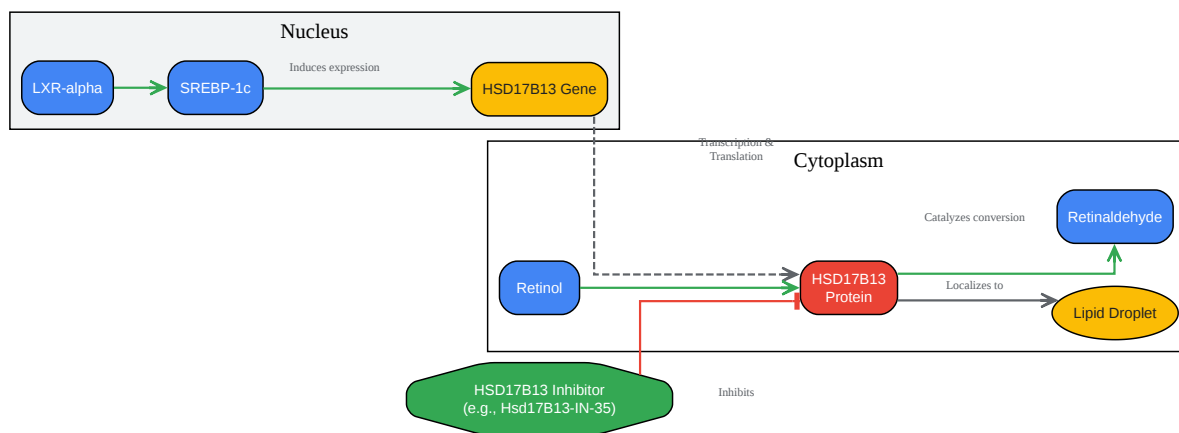 Nucleus
LXR-alpha
SREBP-1c
Induces expression
HSD17B13 Gene
Transcription &
Translation
Cytoplasm
Retinaldehyde
Catalyzes conversion
Retinol
HSD17B13
Protein
Localizes to
Lipid Droplet
HSD17B13 Inhibitor
(e.g., Hsd17B13-IN-35)
Inhibits